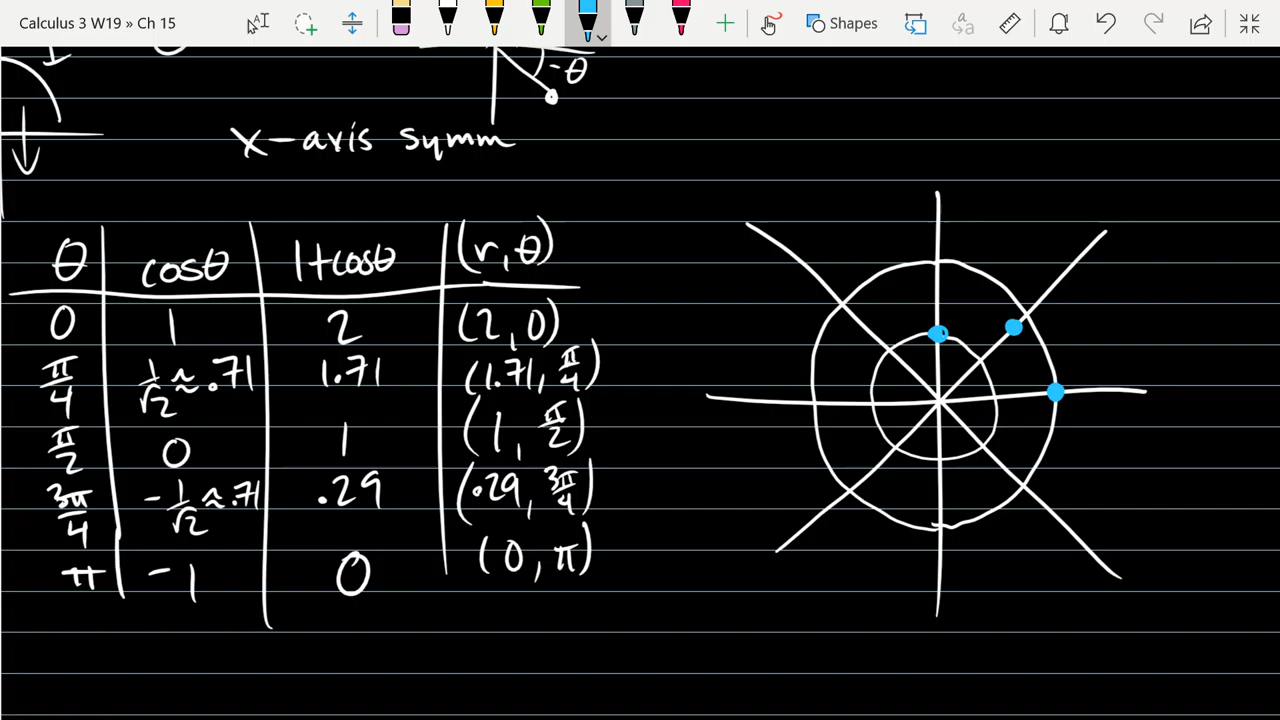 Calculus 3 W19 » Ch 15
Shapes
-θ
x-axis symm
θ cosθ 1+cosθ (r, θ)
0 1 2 (2, 0)
π/4 1/√2 ≈ .71 1.71 (1.71, π/4)
π/2 0 1 (1, π/2)
3π/4 -1/√2 ≈ .71 .29 (.29, 3π/4)
π -1 0 (0, π)